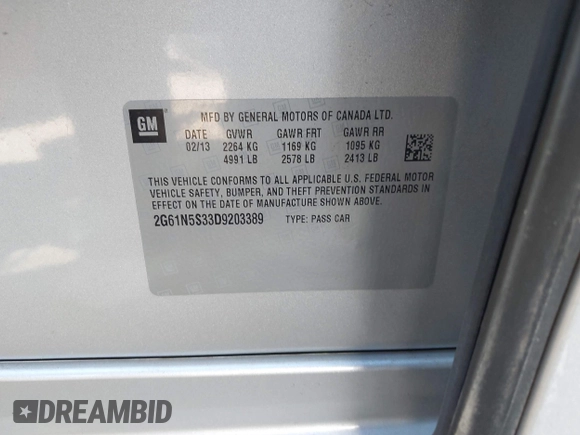 GM
MFD BY GENERAL MOTORS OF CANADA LTD.
DATE GVWR GAWR FRT GAWR RR
02/13 2264 KG 1169 KG 1095 KG
4991 LB 2578 LB 2413 LB
THIS VEHICLE CONFORMS TO ALL APPLICABLE U.S. FEDERAL MOTOR
VEHICLE SAFETY, BUMPER, AND THEFT PREVENTION STANDARDS IN
EFFECT ON THE DATE OF MANUFACTURE SHOWN ABOVE.
2G61N5S33D9203389 TYPE: PASS CAR
DREAMBID